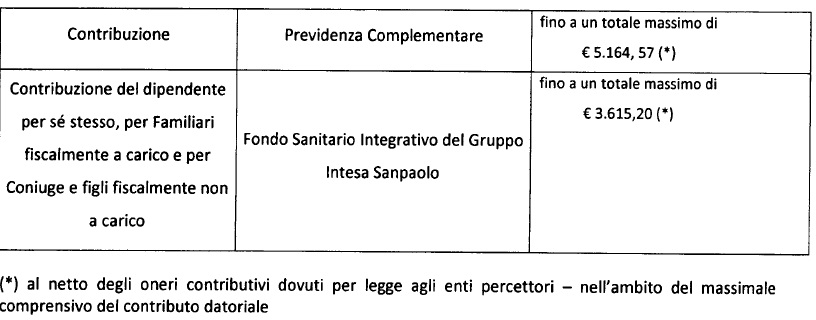 Contribuzione
Previdenza Complementare
fino a un totale massimo di
€ 5.164, 57 (*)
Contribuzione del dipendente
per sé stesso, per Familiari
fiscalmente a carico e per
Coniuge e figli fiscalmente non
a carico
Fondo Sanitario Integrativo del Gruppo
Intesa Sanpaolo
fino a un totale massimo di
€ 3.615,20 (*)
(*) al netto degli oneri contributivi dovuti per legge agli enti percettori – nell'ambito del massimale
comprensivo del contributo datoriale